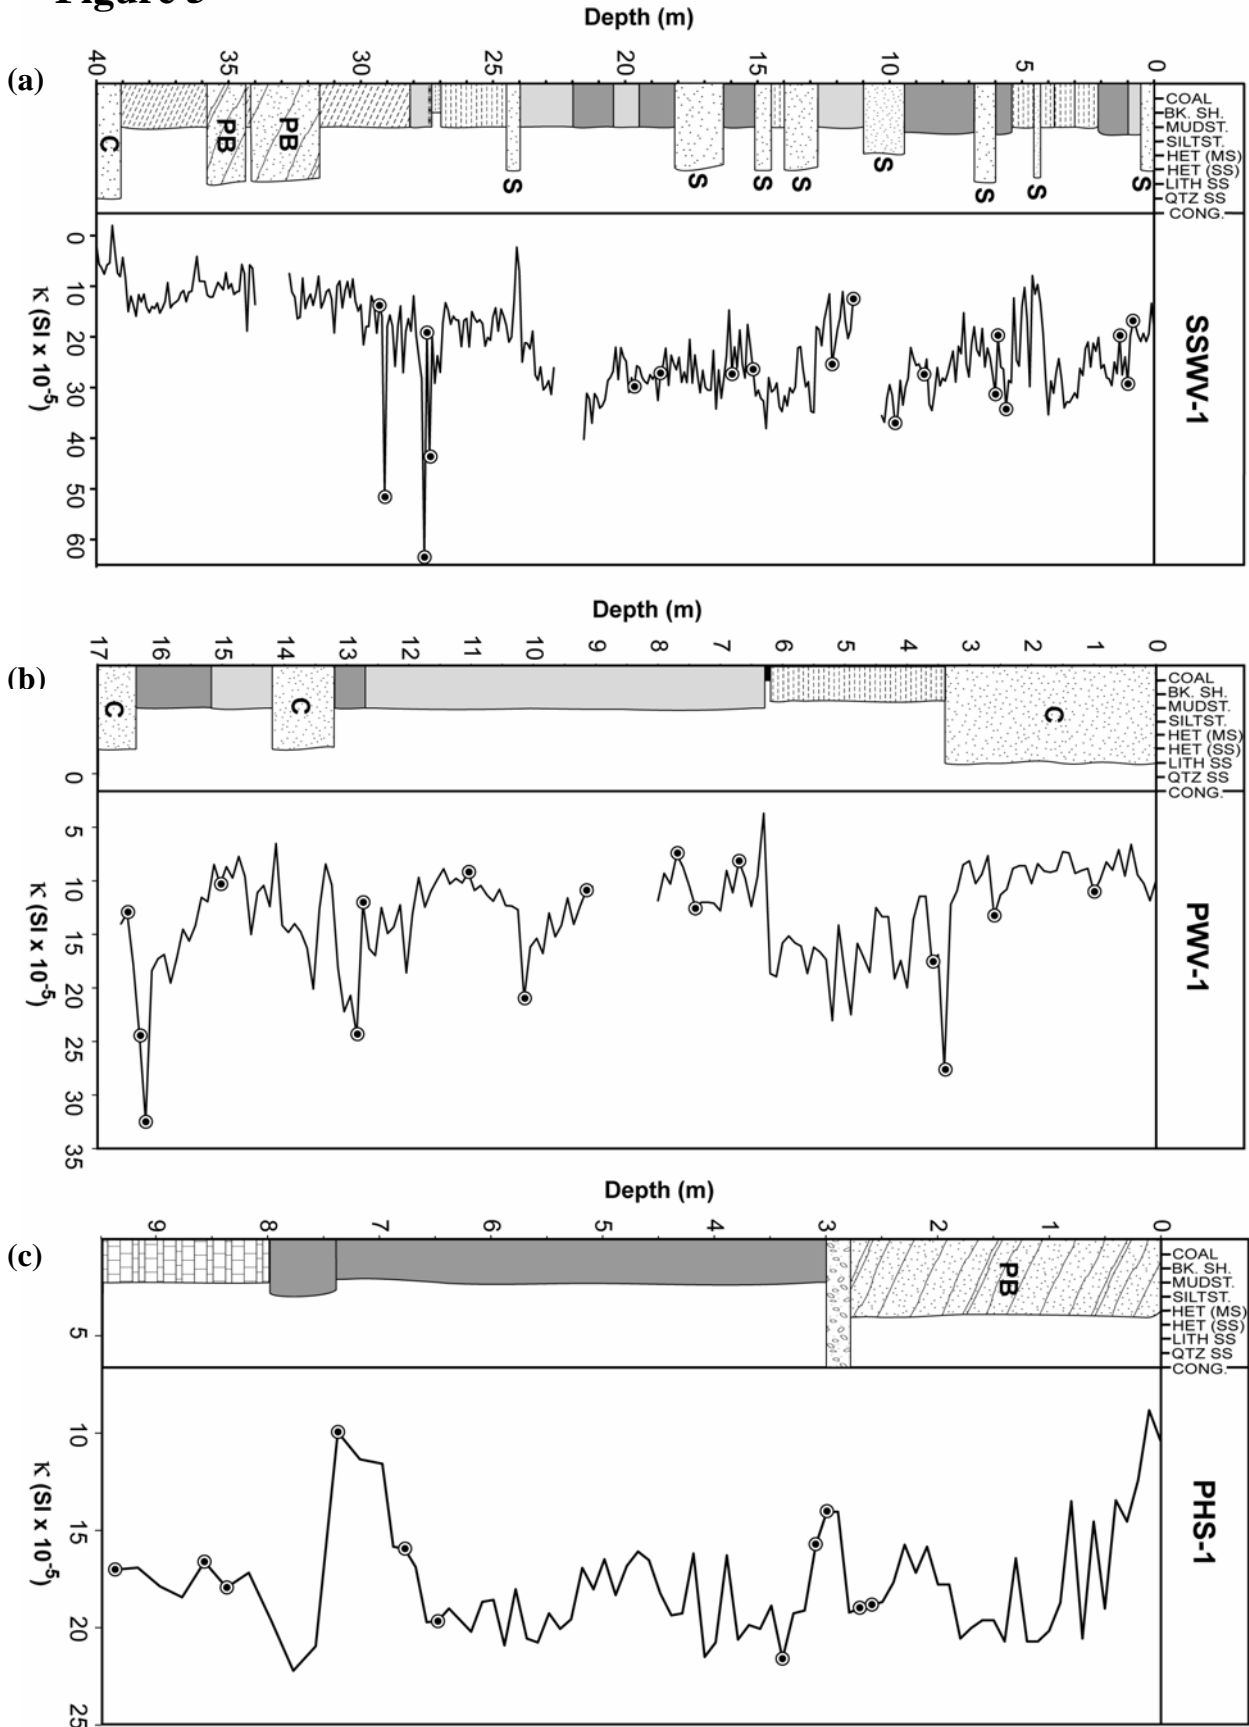 Figure 3
Depth (m)
(a)
40 35 30 25 20 15 10 5 0
COAL
BK. SH.
MUDST.
SILTST.
HET (MS)
HET (SS)
LITH SS
QTZ SS
CONG.
C PB PB S S S S S S S S
0
10
20
30
40
50
60
K (SI x 10-5)
SSWV-1
Depth (m)
(b)
17 16 15 14 13 12 11 10 9 8 7 6 5 4 3 2 1 0
COAL
BK. SH.
MUDST.
SILTST.
HET (MS)
HET (SS)
LITH SS
QTZ SS
CONG.
C C C
0
5
10
15
20
25
30
35
K (SI x 10-5)
PWV-1
Depth (m)
(c)
9 8 7 6 5 4 3 2 1 0
COAL
BK. SH.
MUDST.
SILTST.
HET (MS)
HET (SS)
LITH SS
QTZ SS
CONG.
PB
5
10
15
20
25
K (SI x 10-5)
PHS-1